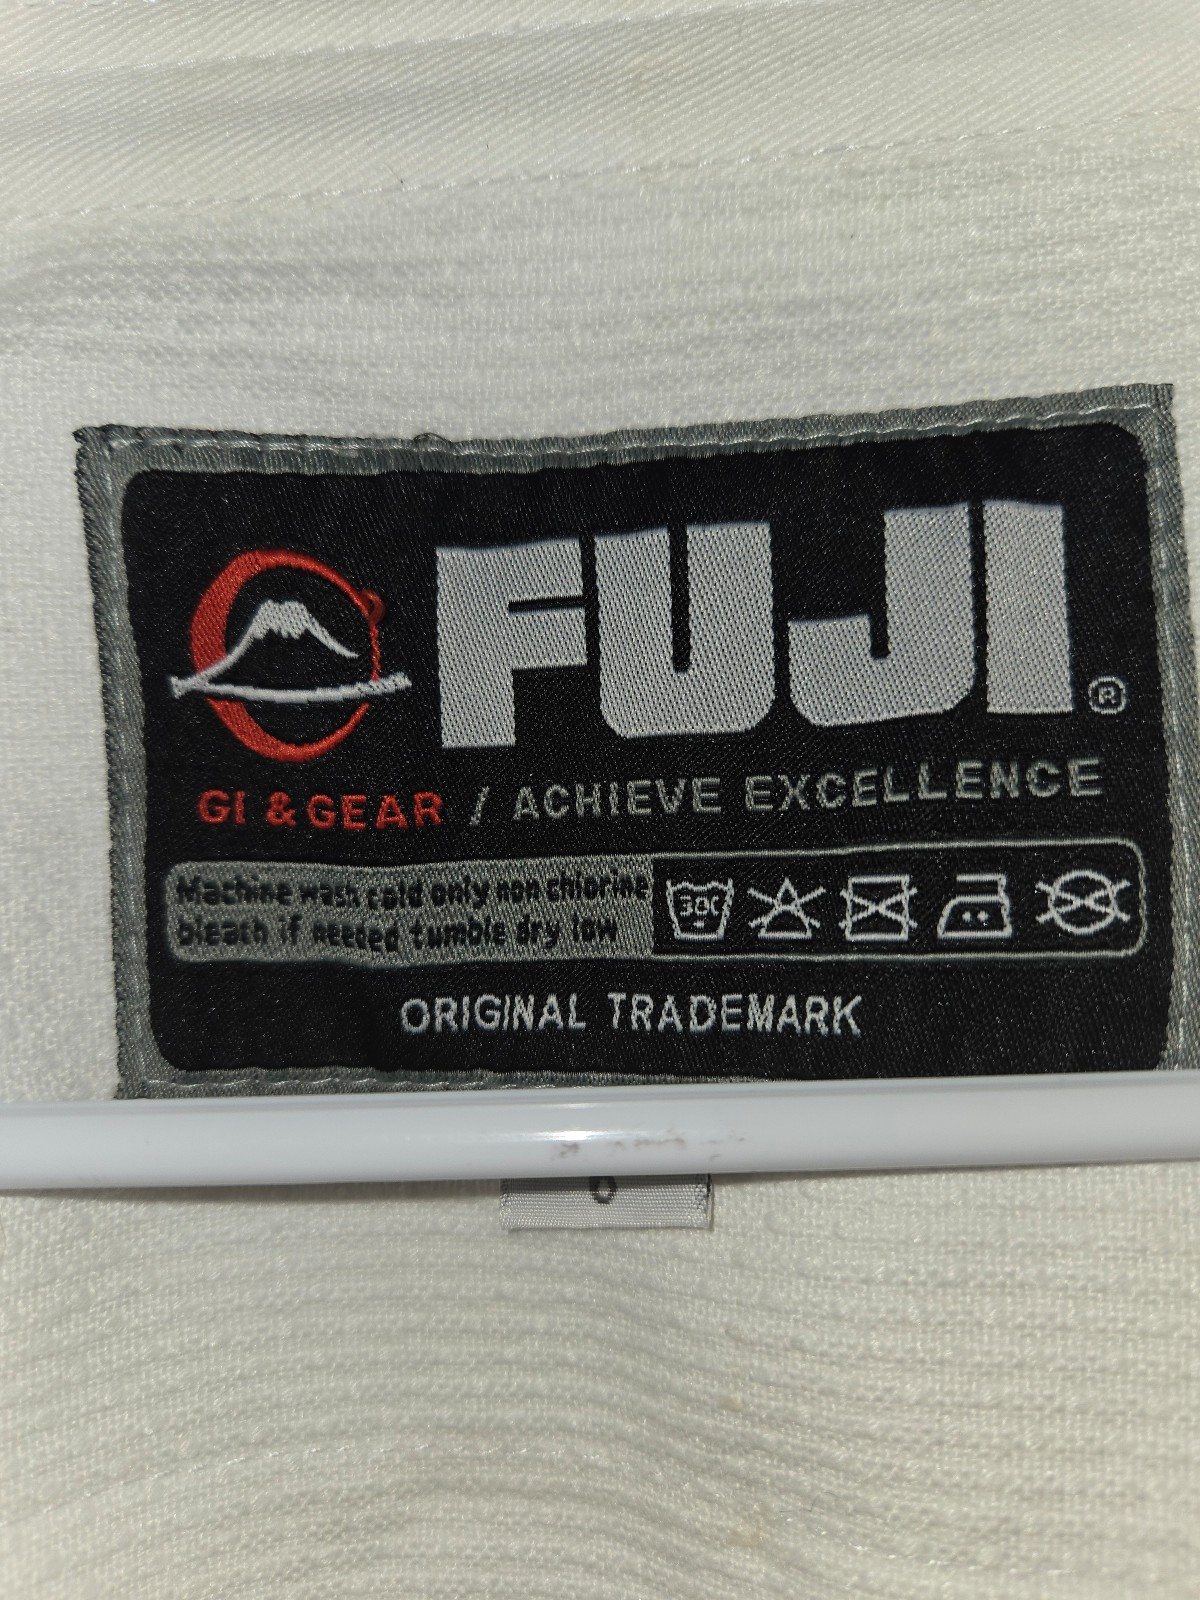 FUJI®
GI & GEAR / ACHIEVE EXCELLENCE
Machine wash cold only non chlorine
bleach if needed tumble dry low
30C
ORIGINAL TRADEMARK